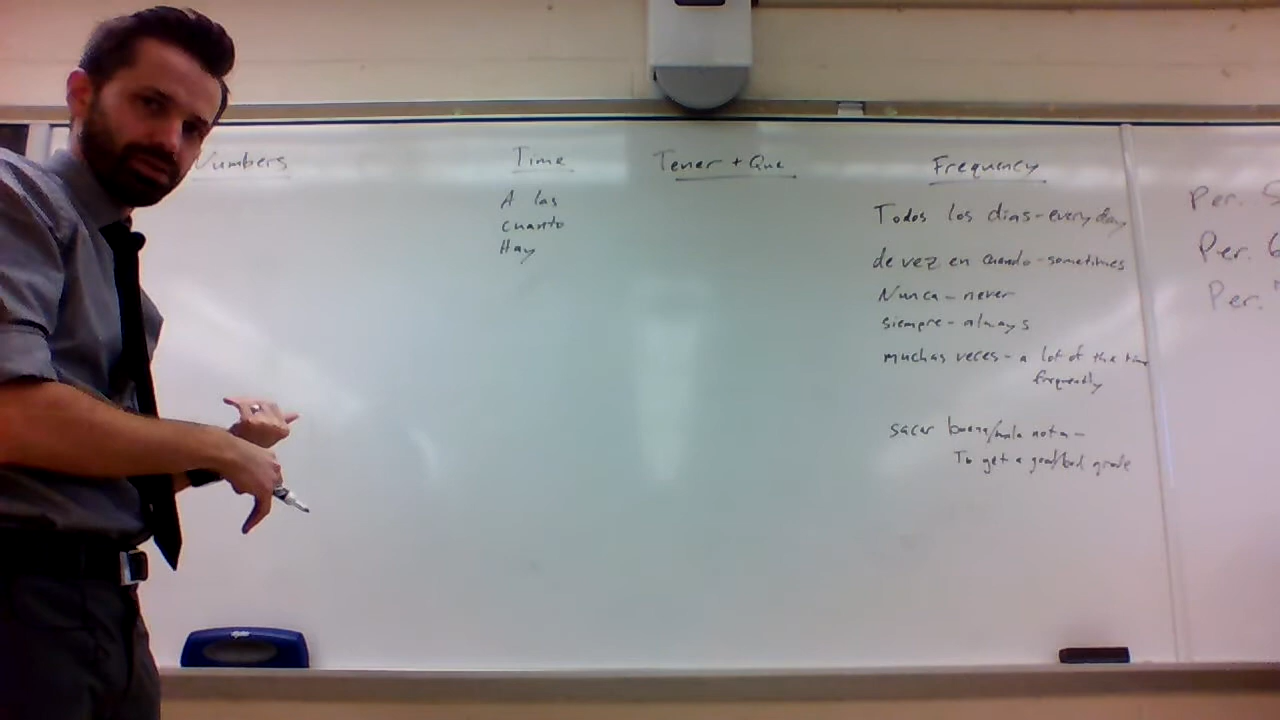 Numbers
Time
A las
cuanto
Hay
Tener + Que
Frequency
Todos los dias - every day
de vez en cuando - sometimes
Nunca - never
siempre - always
muchas veces - a lot of the time
frequently
sacar buena/mala nota -
To get a good/bad grade
Per. 5
Per. 6
Per.